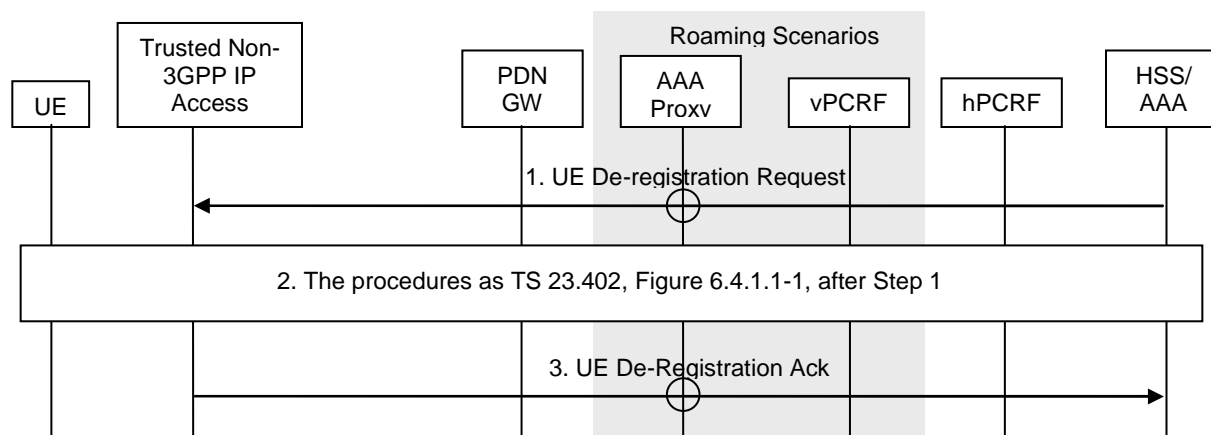 Roaming Scenarios
UE
Trusted Non-
3GPP IP
Access
PDN
GW
AAA
Proxy
vPCRF
hPCRF
HSS/
AAA
1. UE De-registration Request
2. The procedures as TS 23.402, Figure 6.4.1.1-1, after Step 1
3. UE De-Registration Ack